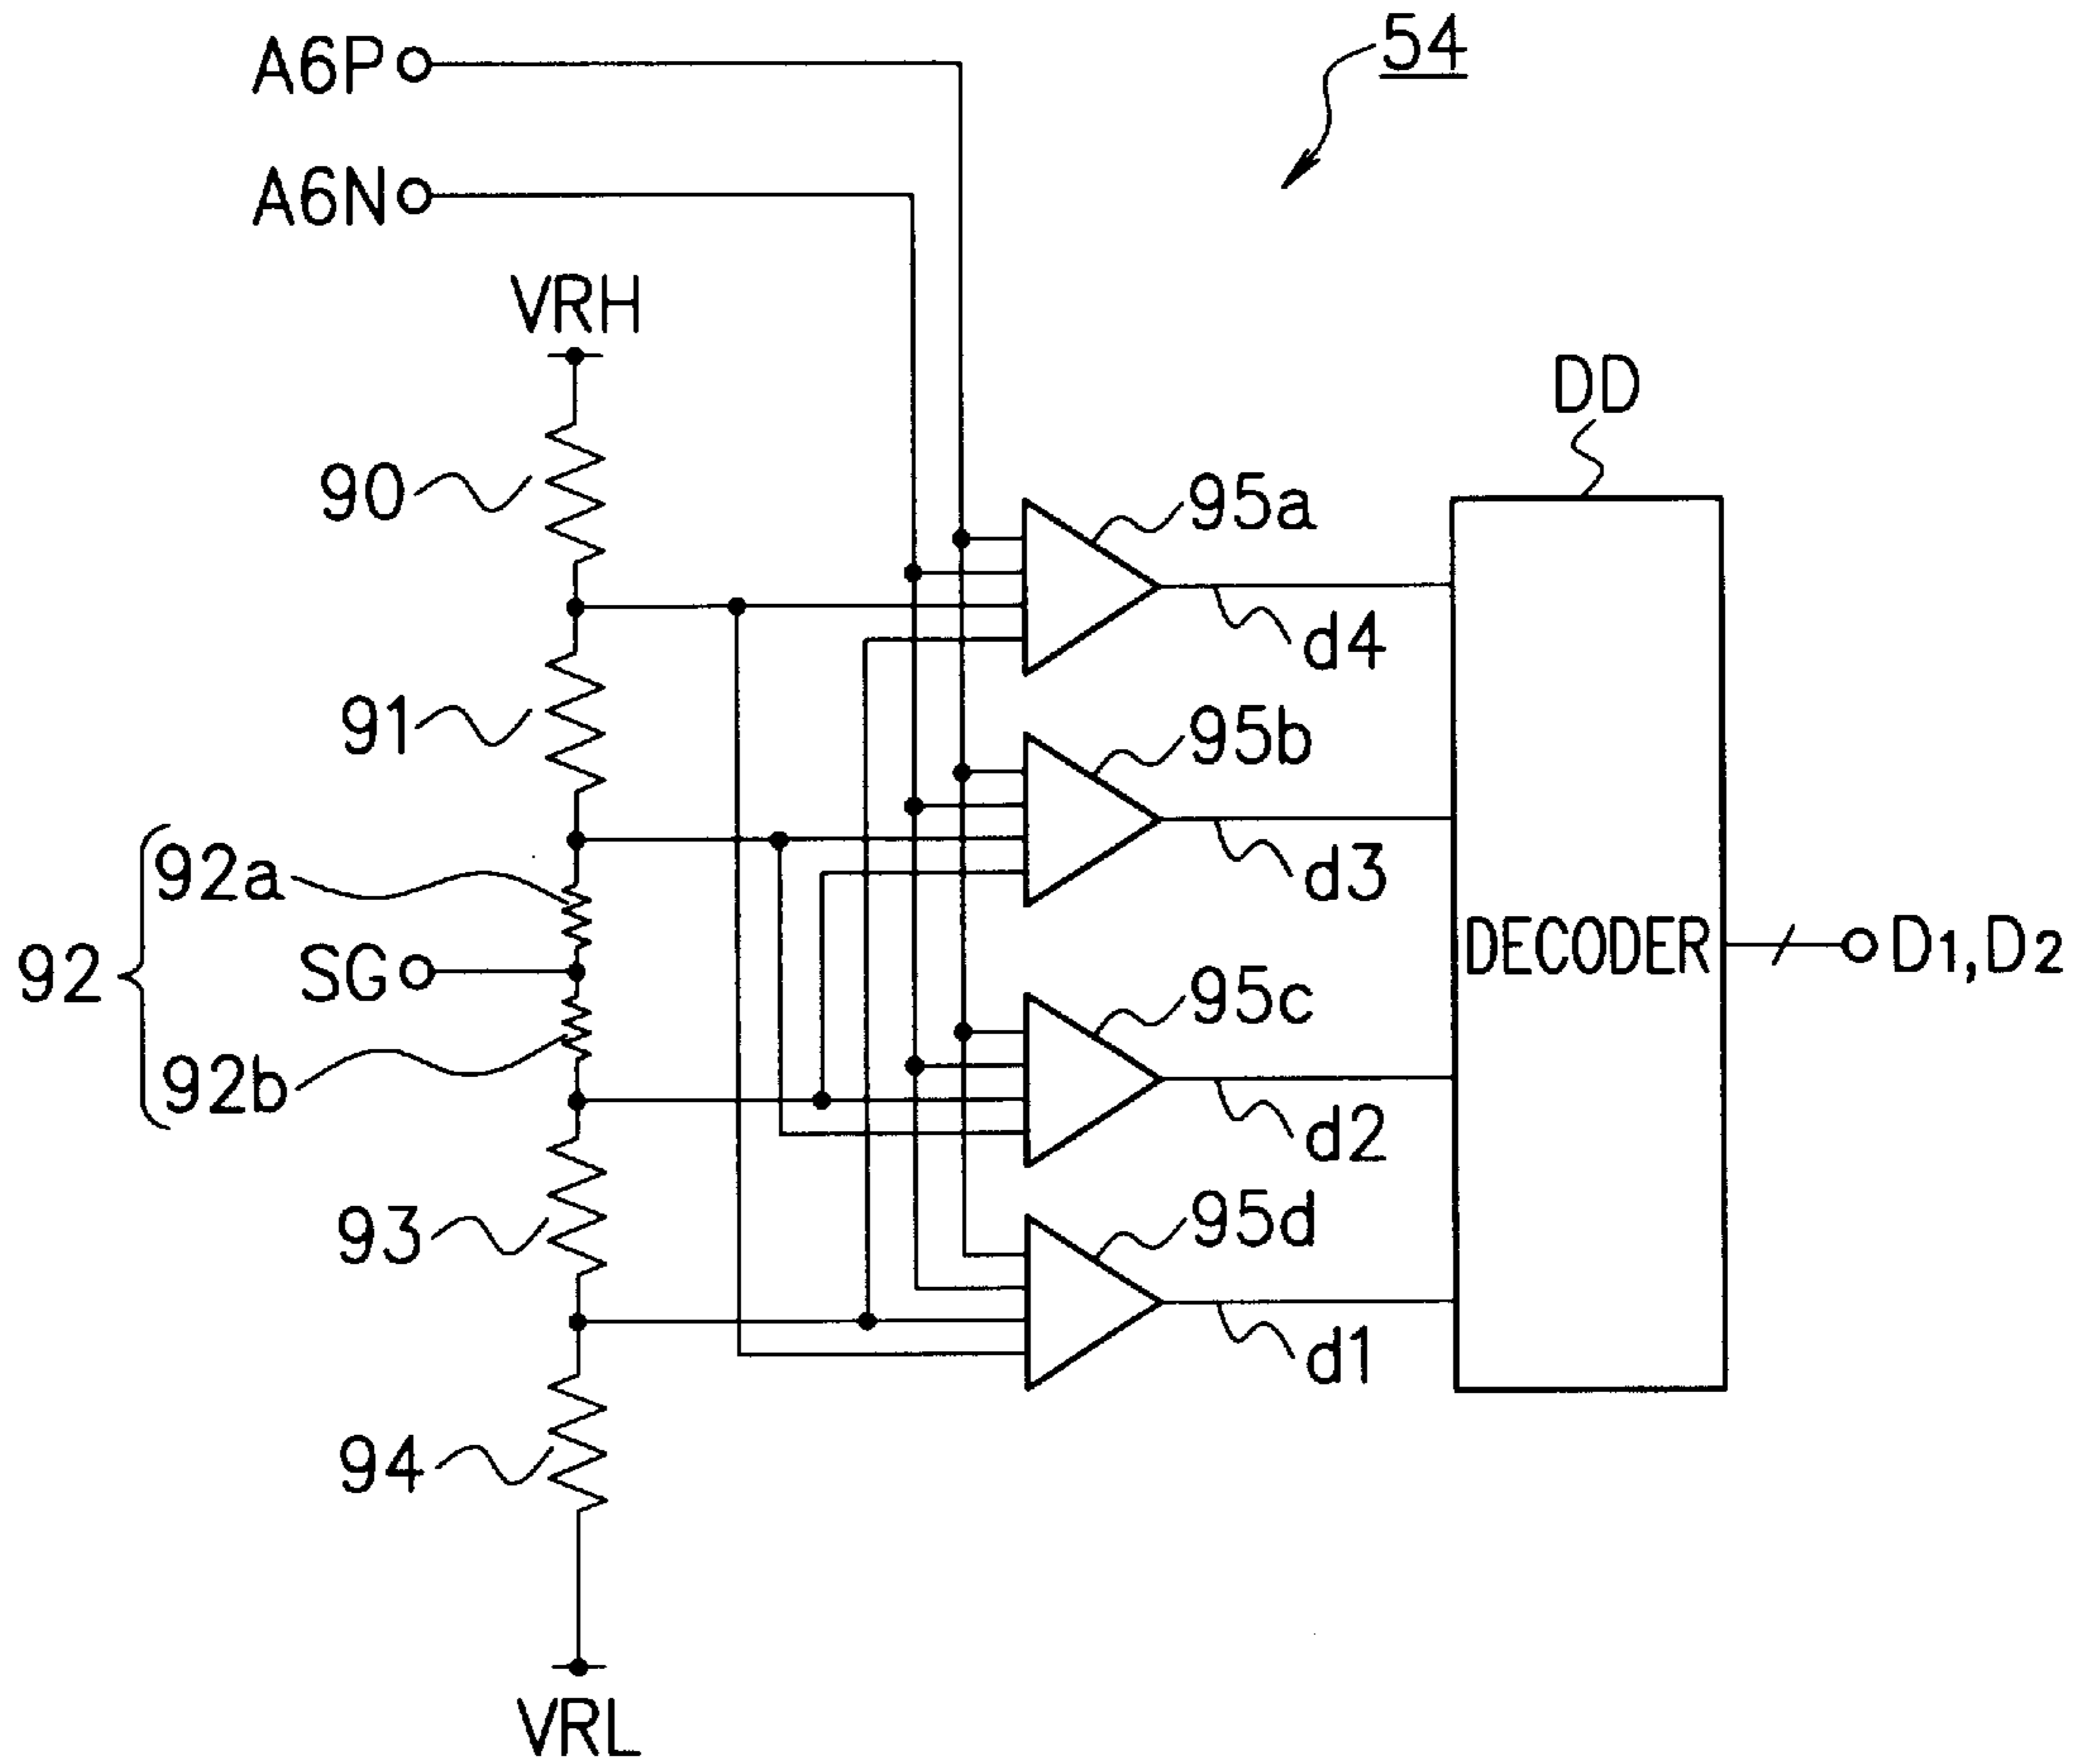 54
A6P
A6N
VRH
DD
90
95a
d4
91
95b
92a
d3
92
SG
DECODER
D1,D2
95c
92b
d2
93
95d
d1
94
VRL